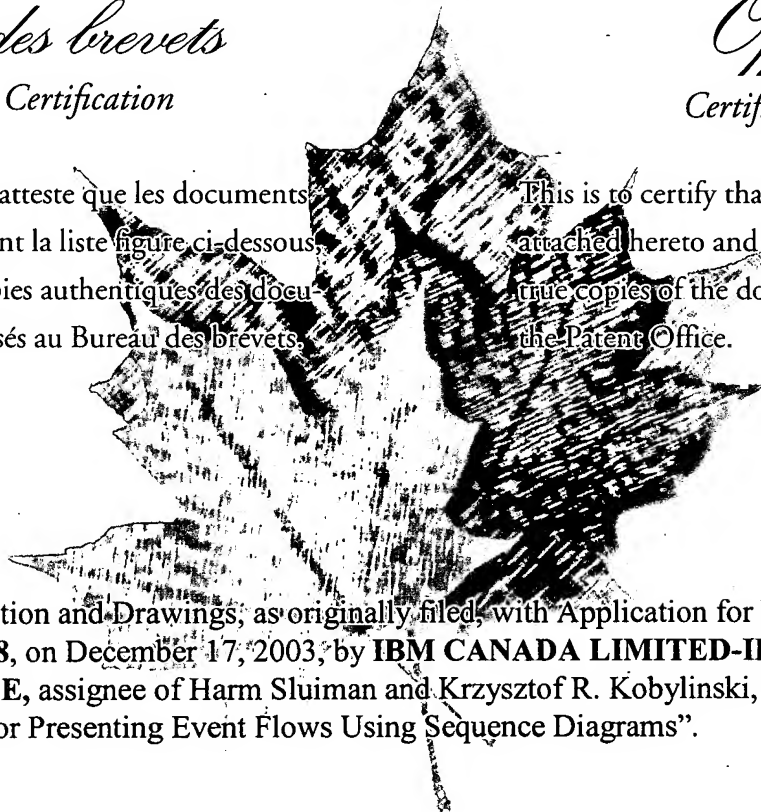 des brevets
Certification
atteste que les documents
nt la liste figure ci-dessous
ies authentiques des docu-
sés au Bureau des brevets.
Certif
This is to certify tha
attached hereto and
true copies of the do
the Patent Office.
tion and Drawings, as originally filed, with Application for
8, on December 17, 2003, by IBM CANADA LIMITED-II
E, assignee of Harm Sluiman and Krzysztof R. Kobylinski,
or Presenting Event Flows Using Sequence Diagrams”.